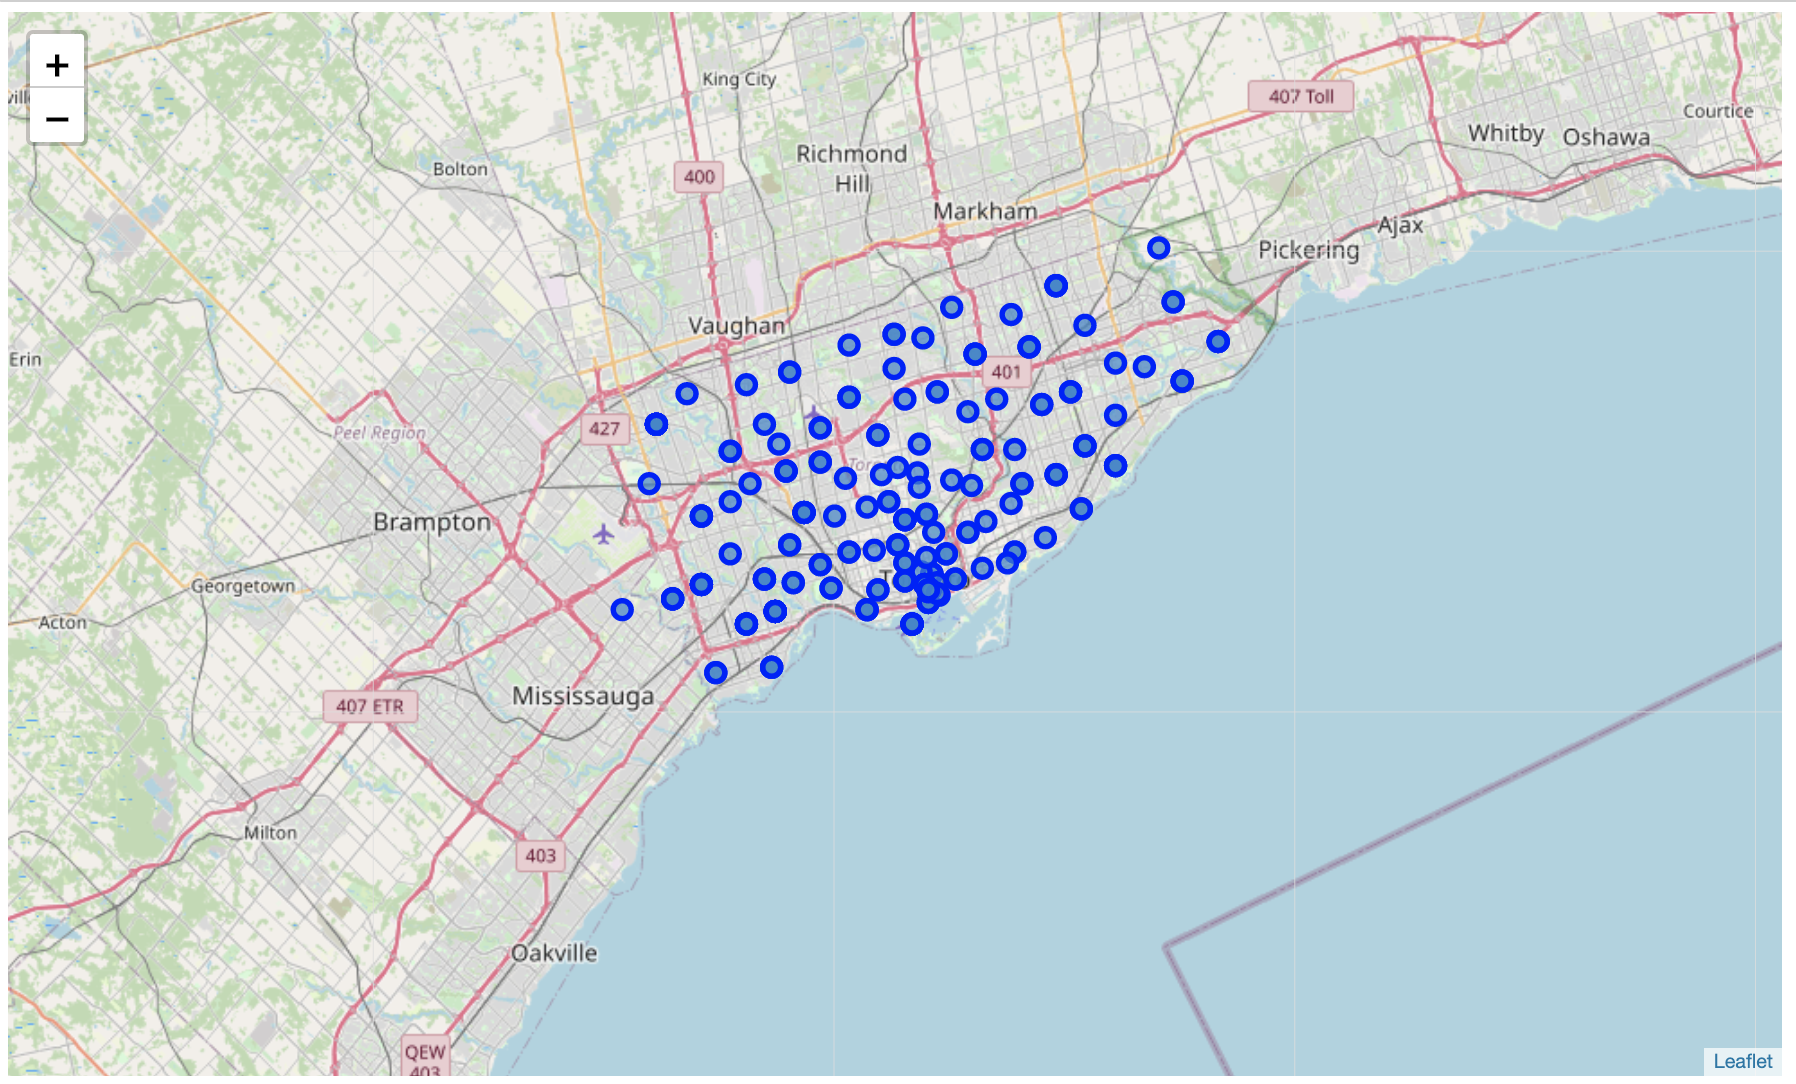 +
−
King City
407 Toll
Courtice
Whitby
Oshawa
Richmond
Hill
Bolton
400
Markham
Ajax
Pickering
Vaughan
Erin
401
427
Peel Region
Brampton
Georgetown
Acton
Mississauga
407 ETR
Milton
403
Oakville
QEW
403
Leaflet